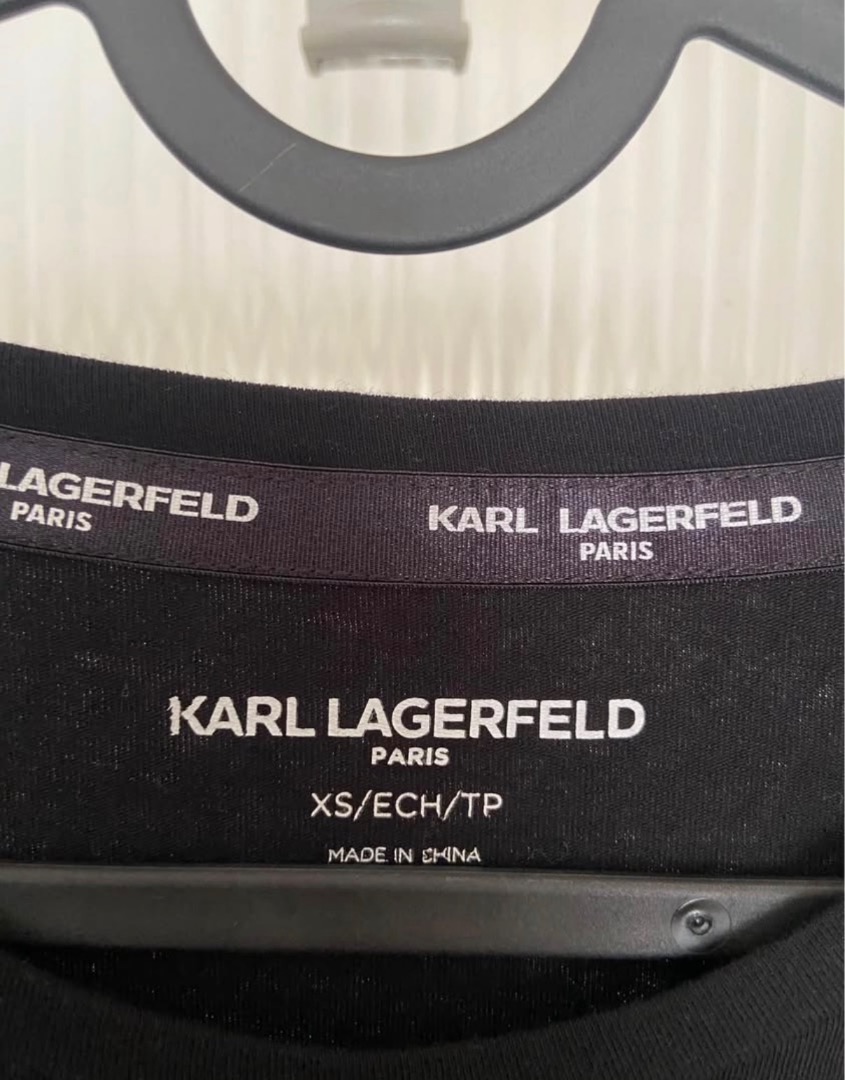 LAGERFELD
PARIS
KARL LAGERFELD
PARIS
KARL LAGERFELD
PARIS
XS/ECH/TP
MADE IN CHINA